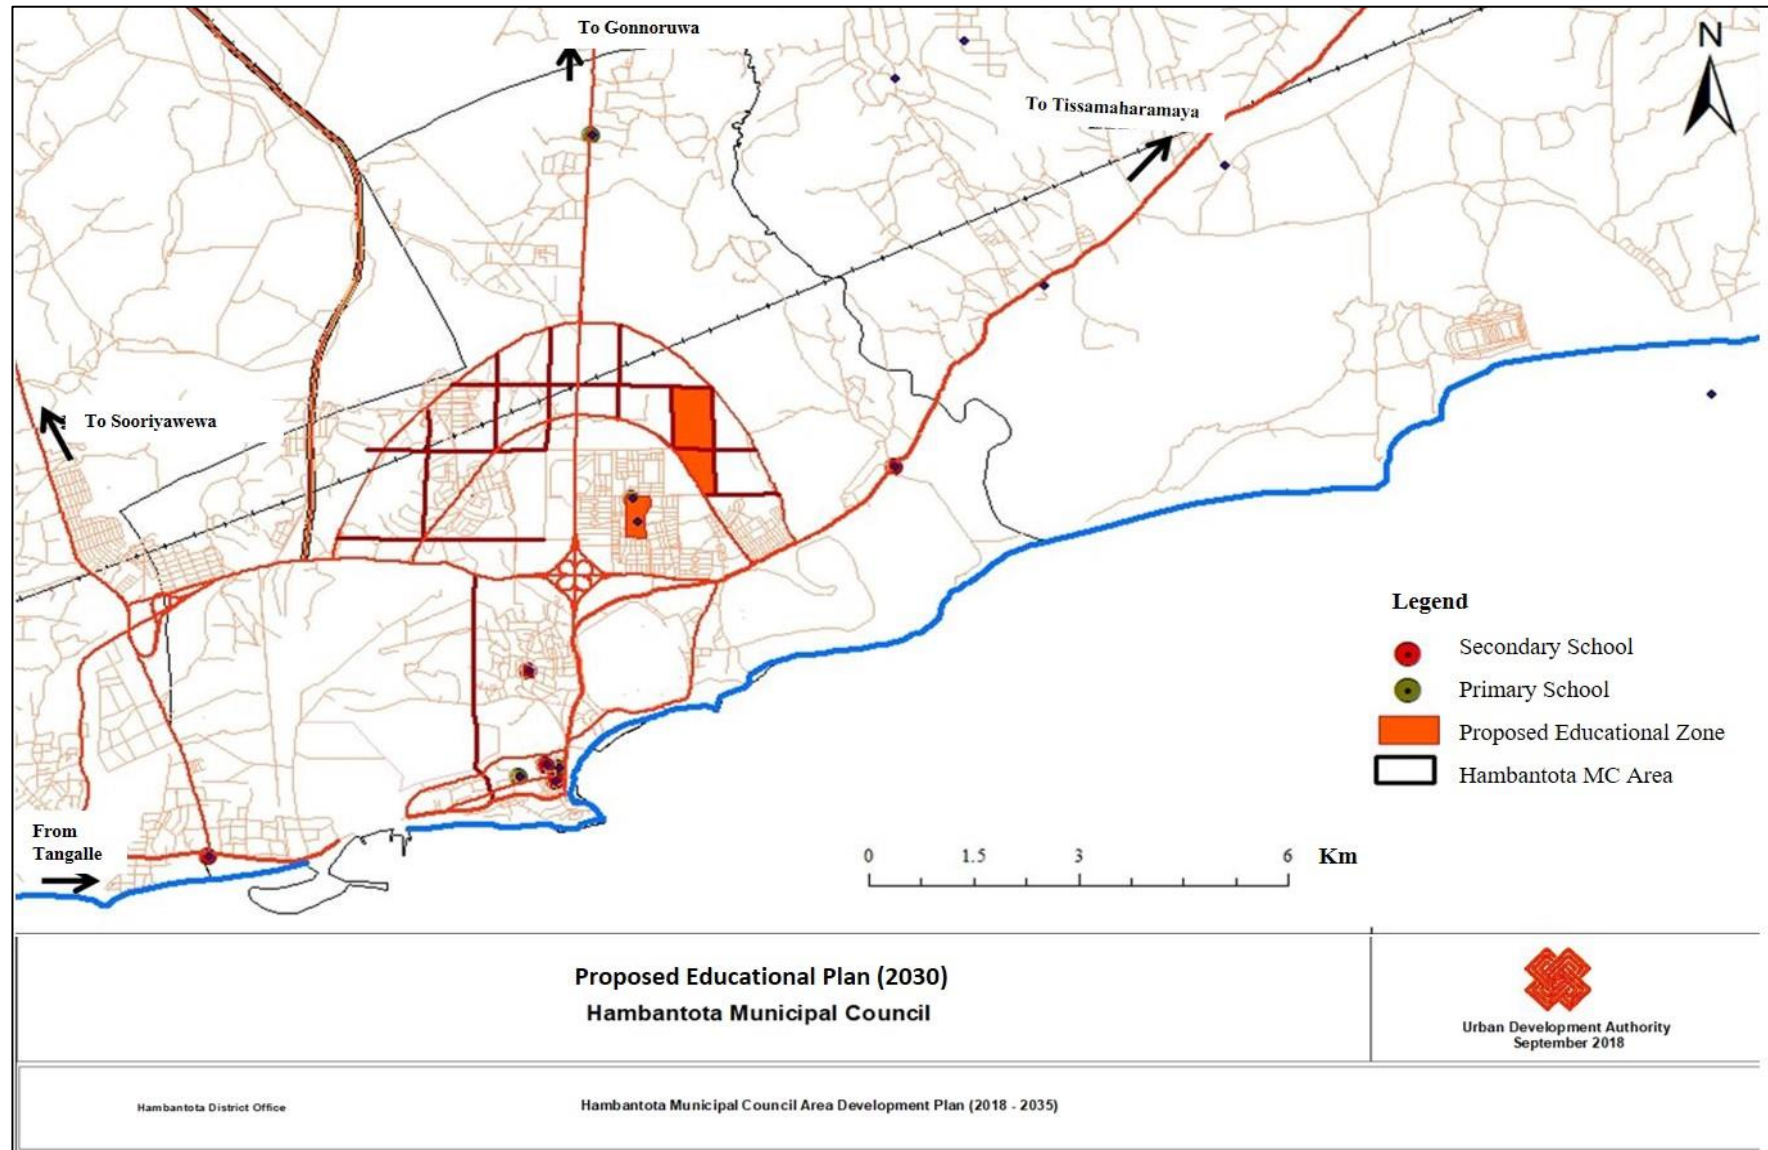 To Gonnoruwa
N
To Tissamaharamaya
To Sooriyawewa
Legend
Secondary School
Primary School
Proposed Educational Zone
Hambantota MC Area
From
Tangalle
0 1.5 3 6 Km
Proposed Educational Plan (2030)
Hambantota Municipal Council
Urban Development Authority
September 2018
Hambantota District Office
Hambantota Municipal Council Area Development Plan (2018 - 2035)